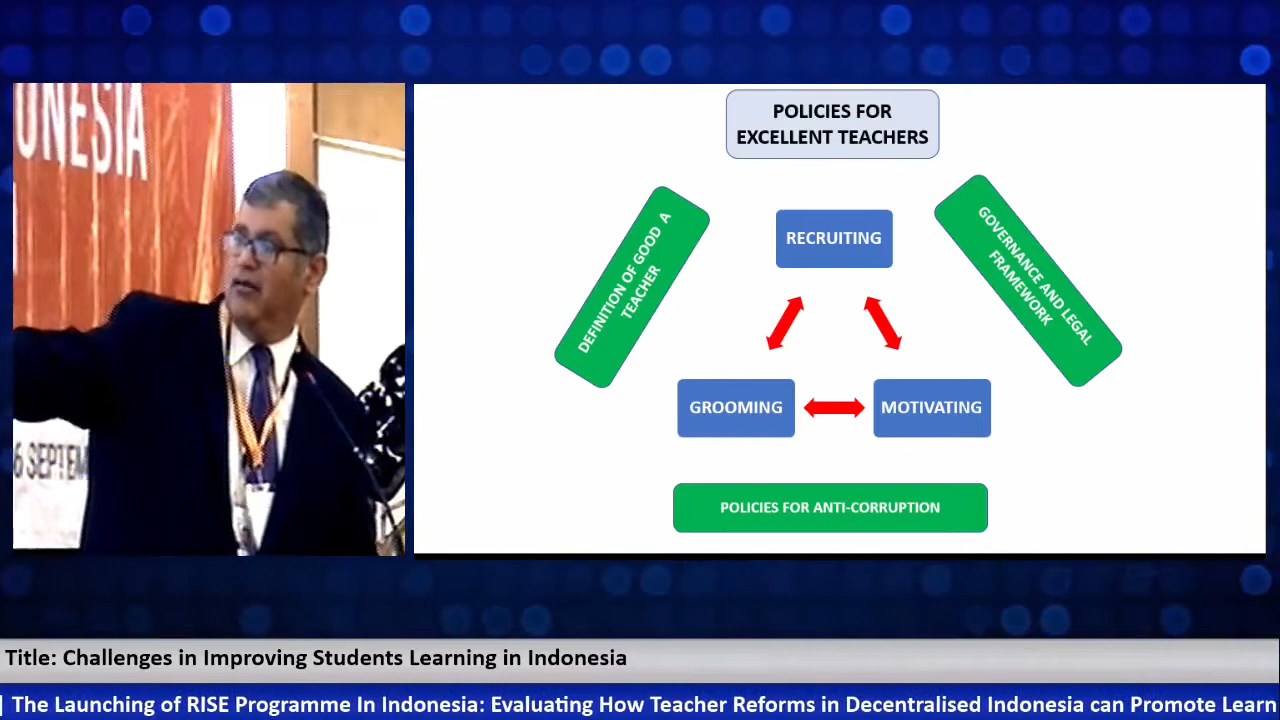 ONESIA
6 SEPTEM
POLICIES FOR
EXCELLENT TEACHERS
DEFINITION OF GOOD A
TEACHER
RECRUITING
GOVERNANCE AND LEGAL
FRAMEWORK
GROOMING
MOTIVATING
POLICIES FOR ANTI-CORRUPTION
Title: Challenges in Improving Students Learning in Indonesia
| The Launching of RISE Programme In Indonesia: Evaluating How Teacher Reforms in Decentralised Indonesia can Promote Learn